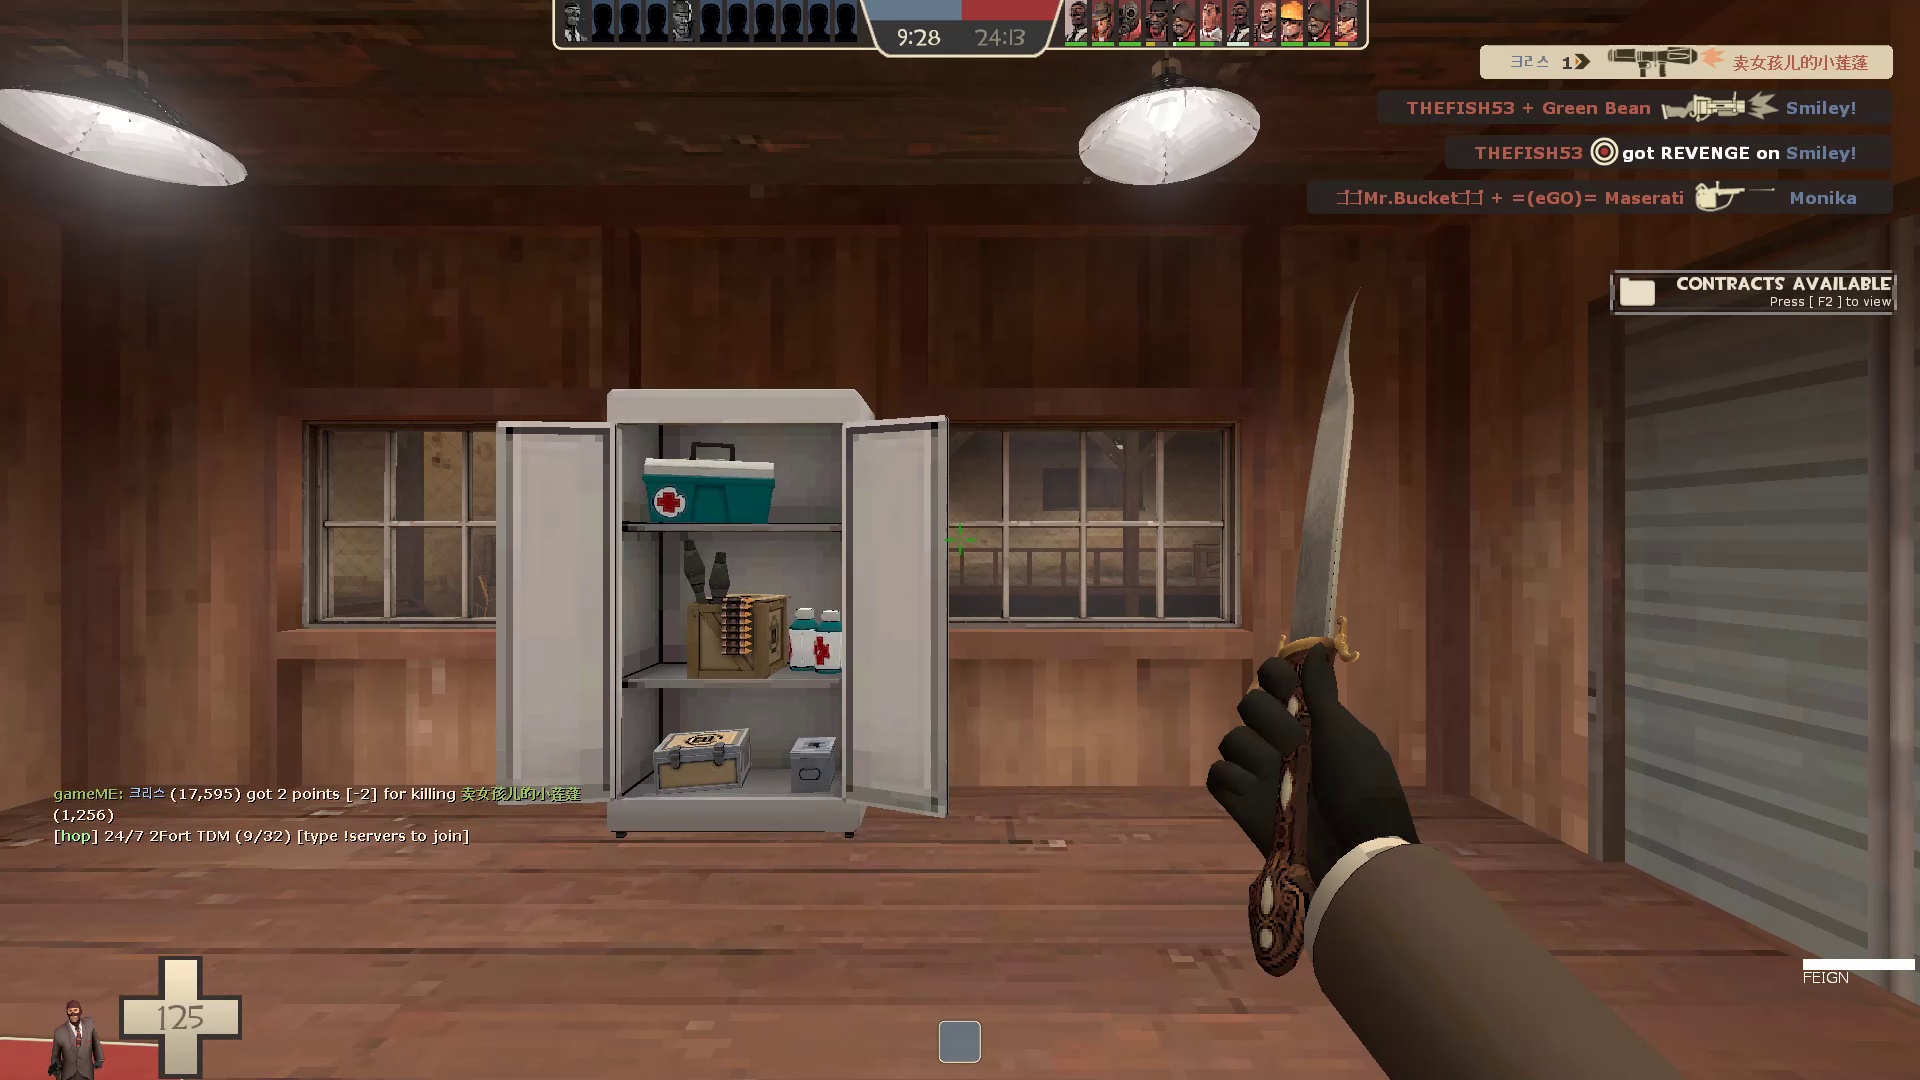 9:28 24:13
크리스 1 卖女孩儿的小莲蓬
THEFISH53 + Green Bean Smiley!
THEFISH53 got REVENGE on Smiley!
Mr.Bucket + =(eGO)= Maserati Monika
CONTRACTS AVAILABLE
Press [ F2 ] to view
gameME: 크리스 (17,595) got 2 points [-2] for killing 卖女孩儿的小莲蓬
(1,256)
[hop] 24/7 2Fort TDM (9/32) [type !servers to join]
125
FEIGN